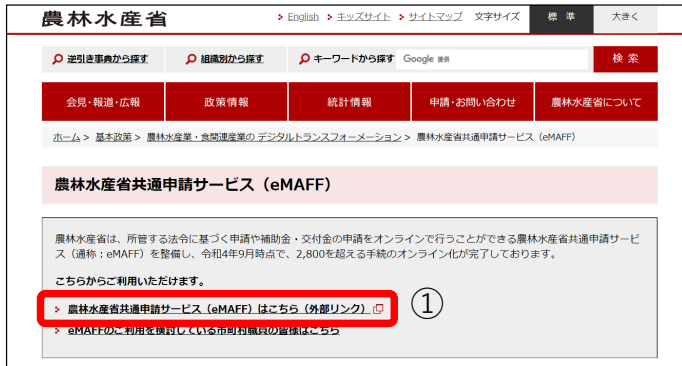 農林水産省 English キッズサイト サイトマップ 文字サイズ 標準 大きく
逆引き事典から探す 組織別から探す キーワードから探す Google 提供 検索
会見・報道・広報 政策情報 統計情報 申請・お問い合わせ 農林水産省について
ホーム > 基本政策 > 農林水産業・食関連産業の デジタルトランスフォーメーション > 農林水産省共通申請サービス（eMAFF）
農林水産省共通申請サービス（eMAFF）
農林水産省は、所管する法令に基づく申請や補助金・交付金の申請をオンラインで行うことができる農林水産省共通申請サービ
ス（通称：eMAFF）を整備し、令和4年9月時点で、2,800を超える手続のオンライン化が完了しております。
こちらからご利用いただけます。
農林水産省共通申請サービス（eMAFF）はこちら（外部リンク） ①
eMAFFのご利用を検討している市町村職員の皆様はこちら